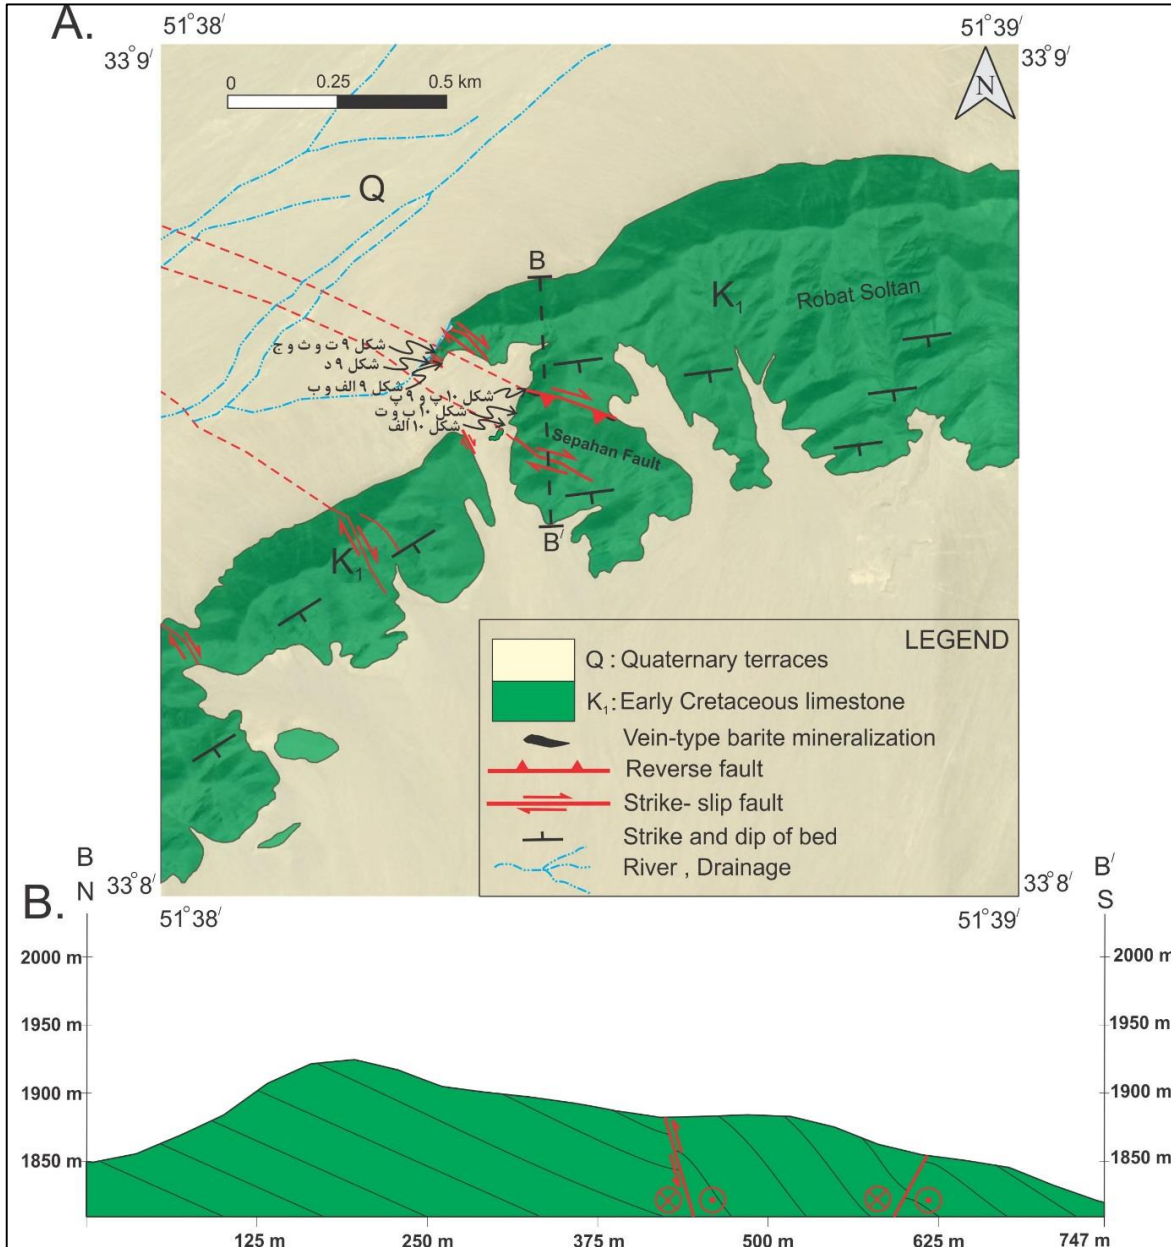 A.
51°38/
51°39/
33°9/
33°9/
0
0.25
0.5 km
N
Q
B
K1
Robat Soltan
شکل ۹ ت و ث و ج
شکل ۹ د
شکل ۹ الف و ب
شکل ۱۰ پ و ۹ پ
شکل ۱۰ ب و ت
شکل ۱۰ الف
Sepahan Fault
B/
K1
LEGEND
Q : Quaternary terraces
K1: Early Cretaceous limestone
Vein-type barite mineralization
Reverse fault
Strike- slip fault
Strike and dip of bed
River , Drainage
33°8/
33°8/
51°38/
51°39/
B.
B
N
B/
S
2000 m
2000 m
1950 m
1950 m
1900 m
1900 m
1850 m
1850 m
125 m
250 m
375 m
500 m
625 m
747 m